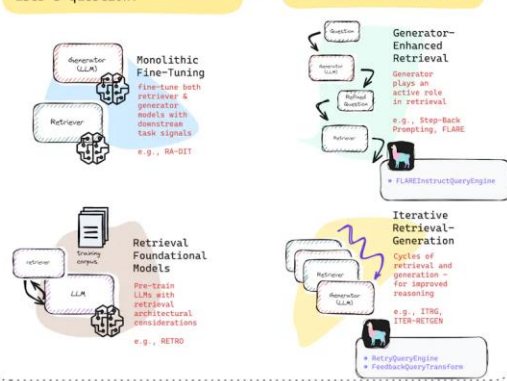 Generator
(LLM)
Retriever
Monolithic
Fine-Tuning
fine-tune both
retriever &
generator
models with
downstream
task signals
e.g., RA-DIT
Question
Generator
(LLM)
Refined
Question
Retriever
Generator-
Enhanced
Retrieval
Generator
plays an
active role
in retrieval
e.g., Step-Back
Prompting, FLARE
FLAREInstructQueryEngine
training
corpus
retriever
LLM
Retrieval
Foundational
Models
Pre-train
LLMs with
retrieval
architectural
considerations
e.g., RETRO
Retriever
Generator
(LLM)
Iterative
Retrieval-
Generation
Cycles of
retrieval and
generation –
for improved
reasoning
e.g., ITRG,
ITER-RETGEN
RetryQueryEngine
FeedbackQueryTransform